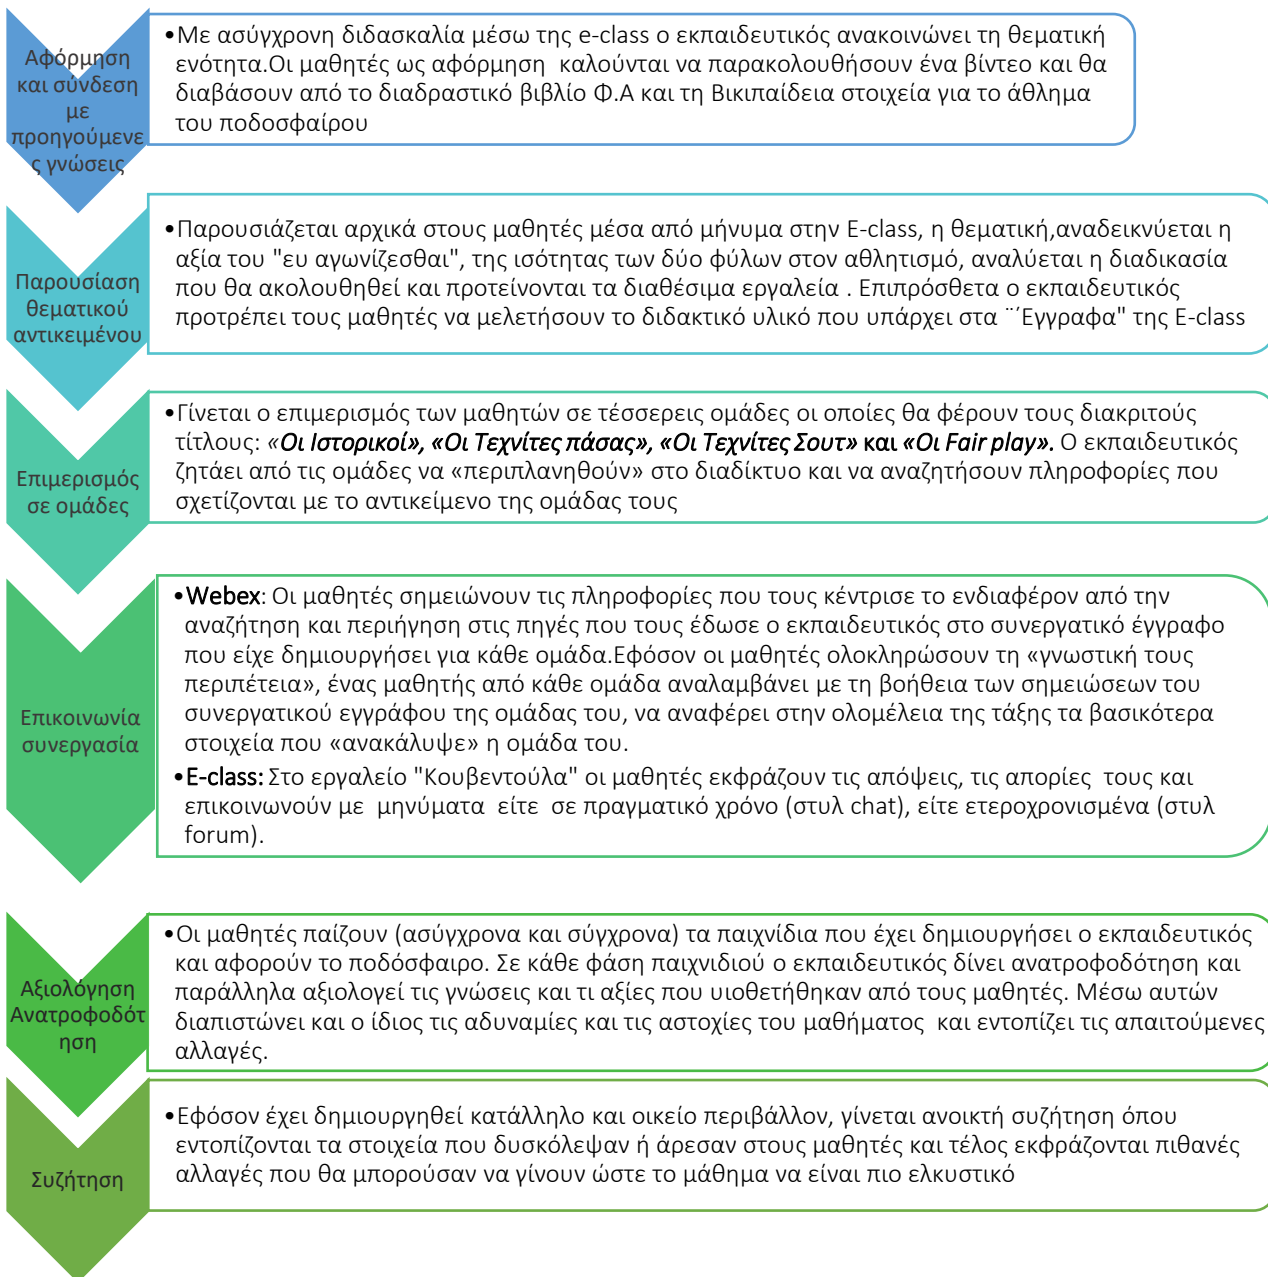 Αφόρμηση
και σύνδεση
με
προηγούμενε
ς γνώσεις
•Με ασύγχρονη διδασκαλία μέσω της e-class ο εκπαιδευτικός ανακοινώνει τη θεματική
ενότητα.Οι μαθητές ως αφόρμηση καλούνται να παρακολουθήσουν ένα βίντεο και θα
διαβάσουν από το διαδραστικό βιβλίο Φ.Α και τη Βικιπαίδεια στοιχεία για το άθλημα
του ποδοσφαίρου
Παρουσίαση
θεματικού
αντικειμένου
•Παρουσιάζεται αρχικά στους μαθητές μέσα από μήνυμα στην E-class, η θεματική,αναδεικνύεται η
αξία του "ευ αγωνίζεσθαι", της ισότητας των δύο φύλων στον αθλητισμό, αναλύεται η διαδικασία
που θα ακολουθηθεί και προτείνονται τα διαθέσιμα εργαλεία . Επιπρόσθετα ο εκπαιδευτικός
προτρέπει τους μαθητές να μελετήσουν το διδακτικό υλικό που υπάρχει στα ¨Έγγραφα" της E-class
Επιμερισμός
σε ομάδες
•Γίνεται ο επιμερισμός των μαθητών σε τέσσερεις ομάδες οι οποίες θα φέρουν τους διακριτούς
τίτλους: «Οι Ιστορικοί», «Οι Τεχνίτες πάσας», «Οι Τεχνίτες Σουτ» και «Οι Fair play». Ο εκπαιδευτικός
ζητάει από τις ομάδες να «περιπλανηθούν» στο διαδίκτυο και να αναζητήσουν πληροφορίες που
σχετίζονται με το αντικείμενο της ομάδας τους
Επικοινωνία
συνεργασία
•Webex: Οι μαθητές σημειώνουν τις πληροφορίες που τους κέντρισε το ενδιαφέρον από την
αναζήτηση και περιήγηση στις πηγές που τους έδωσε ο εκπαιδευτικός στο συνεργατικό έγγραφο
που είχε δημιουργήσει για κάθε ομάδα.Εφόσον οι μαθητές ολοκληρώσουν τη «γνωστική τους
περιπέτεια», ένας μαθητής από κάθε ομάδα αναλαμβάνει με τη βοήθεια των σημειώσεων του
συνεργατικού εγγράφου της ομάδας του, να αναφέρει στην ολομέλεια της τάξης τα βασικότερα
στοιχεία που «ανακάλυψε» η ομάδα του.
•E-class: Στο εργαλείο "Κουβεντούλα" οι μαθητές εκφράζουν τις απόψεις, τις απορίες τους και
επικοινωνούν με μηνύματα είτε σε πραγματικό χρόνο (στυλ chat), είτε ετεροχρονισμένα (στυλ
forum).
Αξιολόγηση
Ανατροφοδότ
ηση
•Οι μαθητές παίζουν (ασύγχρονα και σύγχρονα) τα παιχνίδια που έχει δημιουργήσει ο εκπαιδευτικός
και αφορούν το ποδόσφαιρο. Σε κάθε φάση παιχνιδιού ο εκπαιδευτικός δίνει ανατροφοδότηση και
παράλληλα αξιολογεί τις γνώσεις και τι αξίες που υιοθετήθηκαν από τους μαθητές. Μέσω αυτών
διαπιστώνει και ο ίδιος τις αδυναμίες και τις αστοχίες του μαθήματος και εντοπίζει τις απαιτούμενες
αλλαγές.
Συζήτηση
•Εφόσον έχει δημιουργηθεί κατάλληλο και οικείο περιβάλλον, γίνεται ανοικτή συζήτηση όπου
εντοπίζονται τα στοιχεία που δυσκόλεψαν ή άρεσαν στους μαθητές και τέλος εκφράζονται πιθανές
αλλαγές που θα μπορούσαν να γίνουν ώστε το μάθημα να είναι πιο ελκυστικό